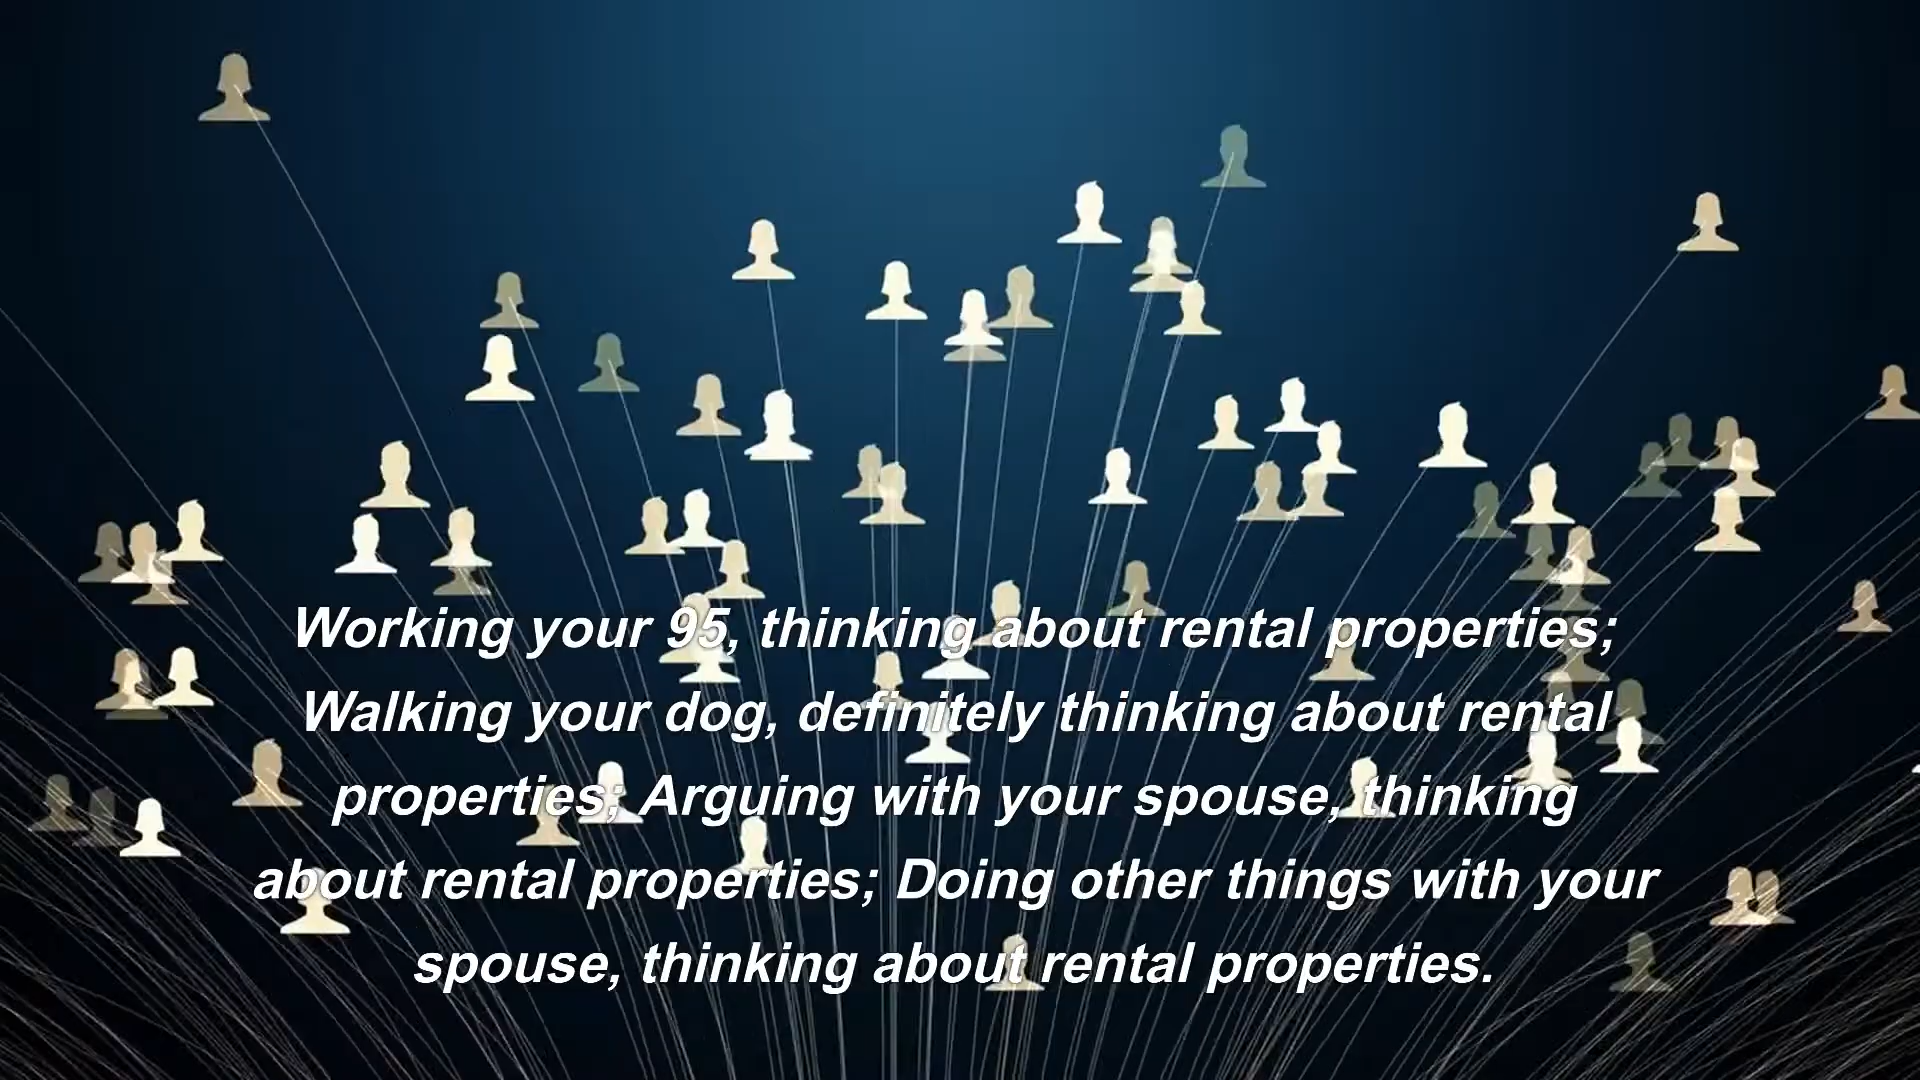 Working your 95, thinking about rental properties;
Walking your dog, definitely thinking about rental
properties; Arguing with your spouse, thinking
about rental properties; Doing other things with your
spouse, thinking about rental properties.